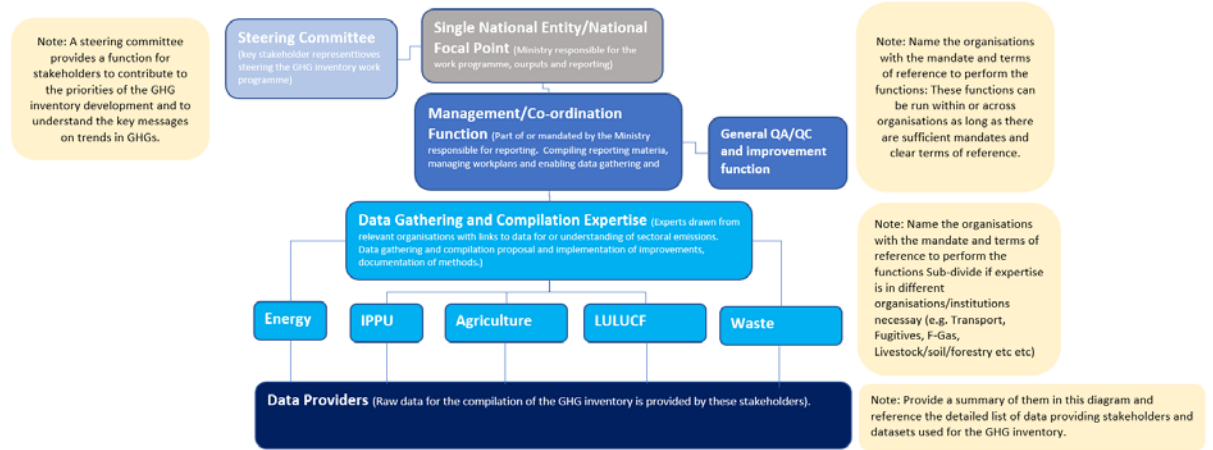 Note: A steering committee
provides a function for
stakeholders to contribute to
the priorities of the GHG
inventory development and to
understand the key messages
on trends in GHGs.
Steering Committee
(key stakeholder representtioves
steering the GHG inventory work
programme)
Single National Entity/National
Focal Point (Ministry responsible for the
work programme, ourputs and reporting)
Note: Name the organisations
with the mandate and terms
of reference to perform the
functions: These functions can
be run within or across
organisations as long as there
are sufficient mandates and
clear terms of reference.
Management/Co-ordination
Function (Part of or mandated by the Ministry
responsible for reporting. Compiling reporting materia,
managing workplans and enabling data gathering and
General QA/QC
and improvement
function
Data Gathering and Compilation Expertise (Experts drawn from
relevant organisations with links to data for or understanding of sectoral emissions.
Data gathering and compilation proposal and implementation of improvements,
documentation of methods.)
Note: Name the organisations
with the mandate and terms of
reference to perform the
functions Sub-divide if expertise
is in different
organisations/institutions
necessay (e.g. Transport,
Fugitives, F-Gas,
Livestock/soil/forestry etc etc)
Energy
IPPU
Agriculture
LULUCF
Waste
Data Providers (Raw data for the compilation of the GHG inventory is provided by these stakeholders).
Note: Provide a summary of them in this diagram and
reference the detailed list of data providing stakeholders and
datasets used for the GHG inventory.